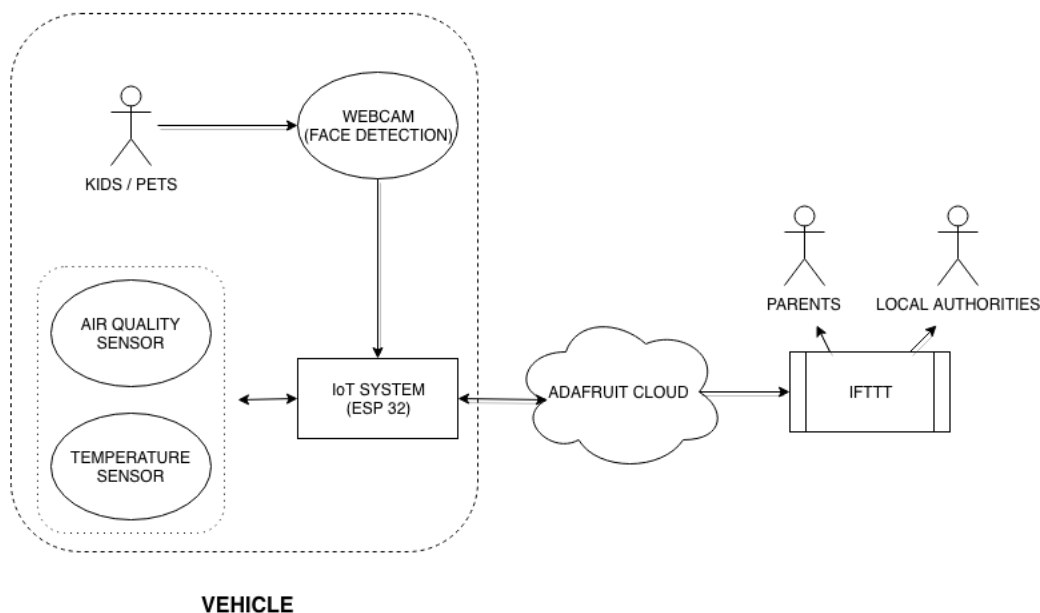 WEBCAM
(FACE DETECTION)
KIDS / PETS
AIR QUALITY
SENSOR
TEMPERATURE
SENSOR
IoT SYSTEM
(ESP 32)
ADAFRUIT CLOUD
PARENTS
LOCAL AUTHORITIES
IFTTT
VEHICLE